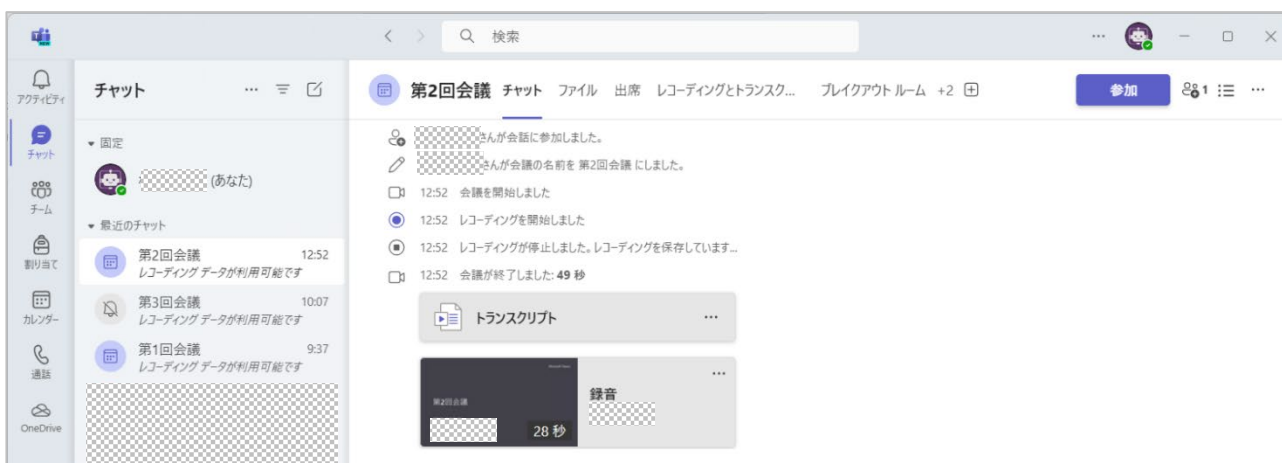 検索
アクティビティ
チャット
チーム
割り当て
カレンダー
通話
OneDrive
チャット
固定
(あなた)
最近のチャット
第2回会議 12:52
レコーディング データが利用可能です
第3回会議 10:07
レコーディング データが利用可能です
第1回会議 9:37
レコーディング データが利用可能です
第2回会議 チャット ファイル 出席 レコーディングとトランスク... ブレイクアウト ルーム +2 参加 1
さんが会話に参加しました。
さんが会議の名前を 第2回会議 にしました。
12:52 会議を開始しました
12:52 レコーディングを開始しました
12:52 レコーディングが停止しました。レコーディングを保存しています...
12:52 会議が終了しました: 49 秒
トランスクリプト
第2回会議
28 秒
録音